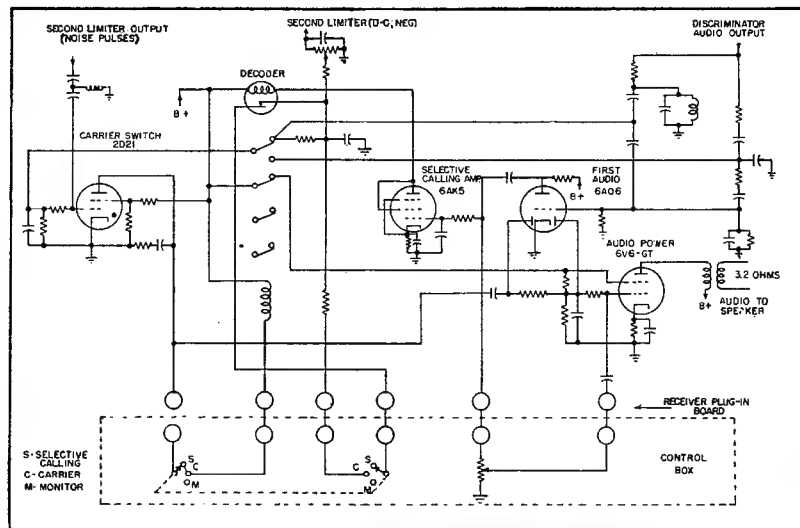 SECOND LIMITER OUTPUT
(NOISE PULSES)
SECOND LIMITER (D-C, NEG)
DISCRIMINATOR
AUDIO OUTPUT
DECODER
B+
CARRIER SWITCH
2D21
SELECTIVE
CALLING AMP
6AK5
FIRST
AUDIO
6AQ6
B+
AUDIO POWER
6V6-GT
3.2 OHMS
B+
AUDIO TO
SPEAKER
RECEIVER PLUG-IN
BOARD
S-SELECTIVE
CALLING
C-CARRIER
M-MONITOR
S
C
M
S
C
M
CONTROL
BOX